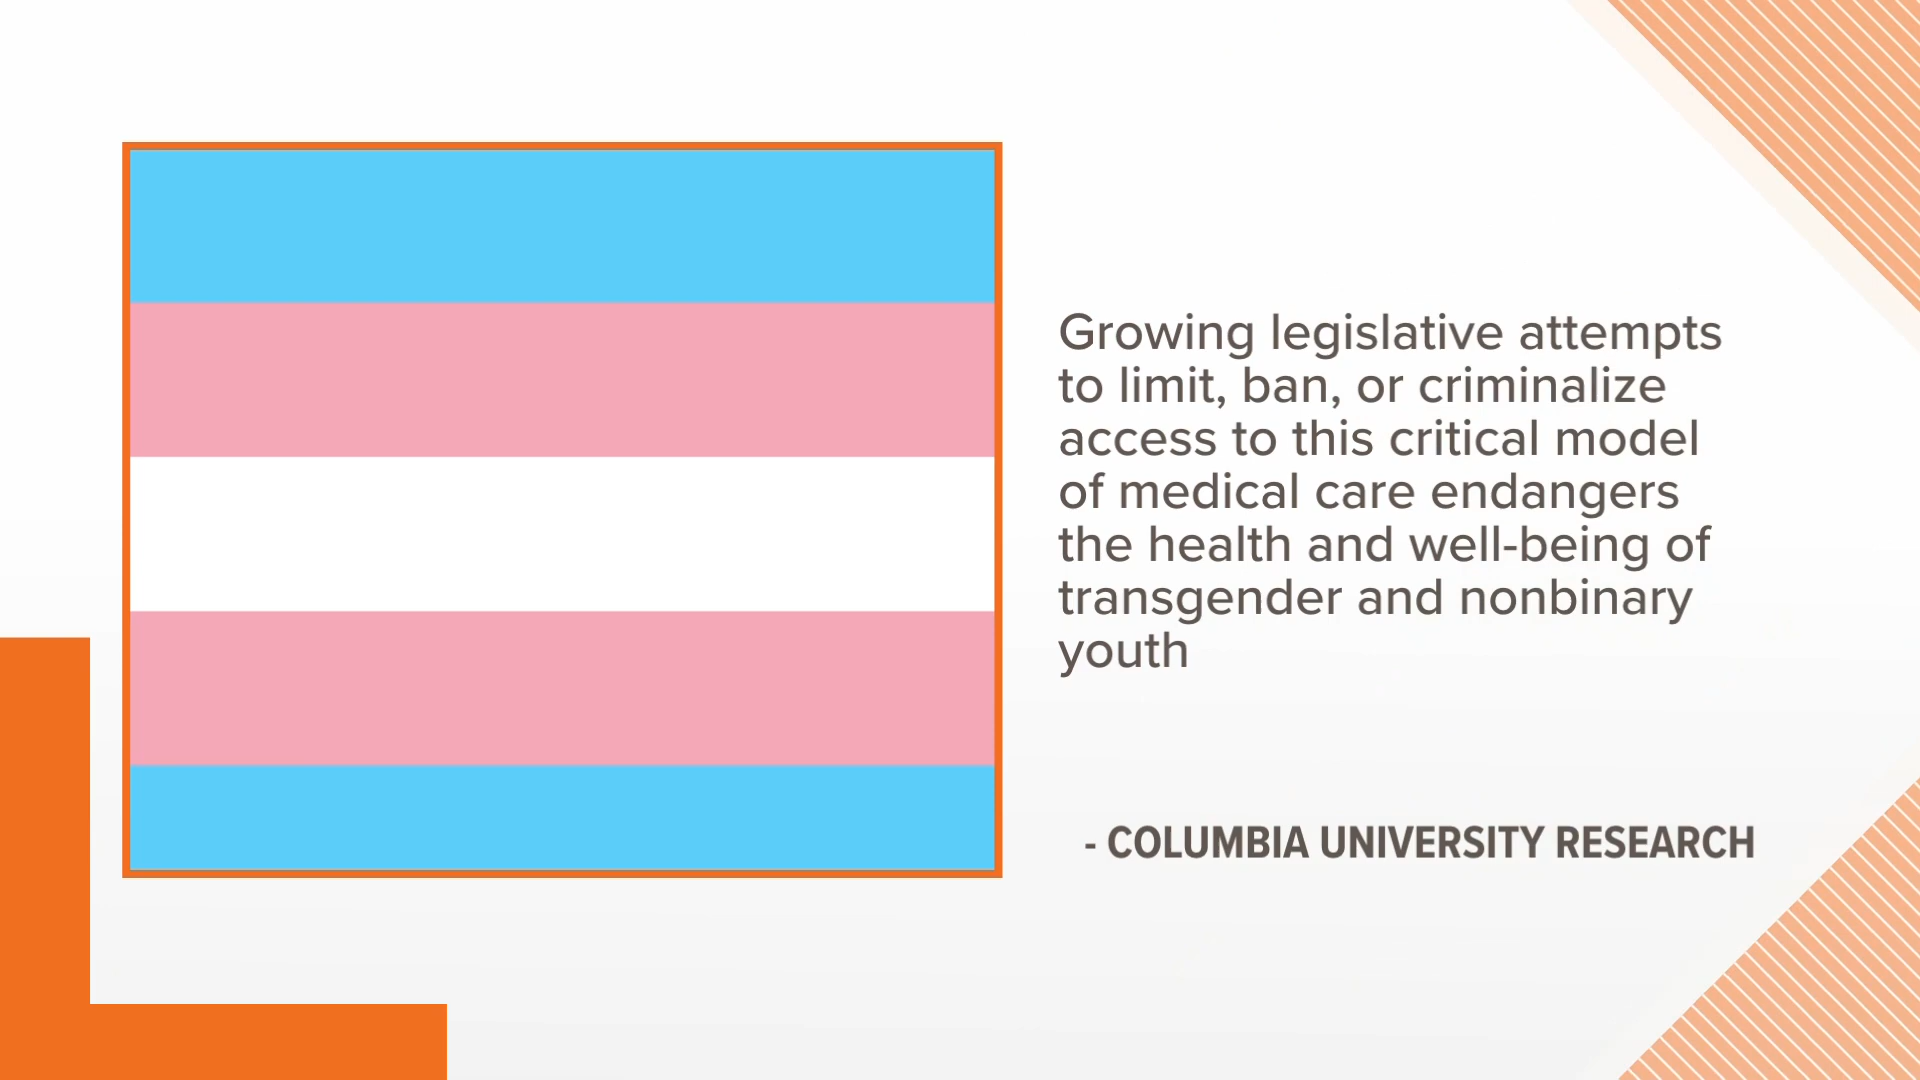 Growing legislative attempts
to limit, ban, or criminalize
access to this critical model
of medical care endangers
the health and well-being of
transgender and nonbinary
youth
- COLUMBIA UNIVERSITY RESEARCH